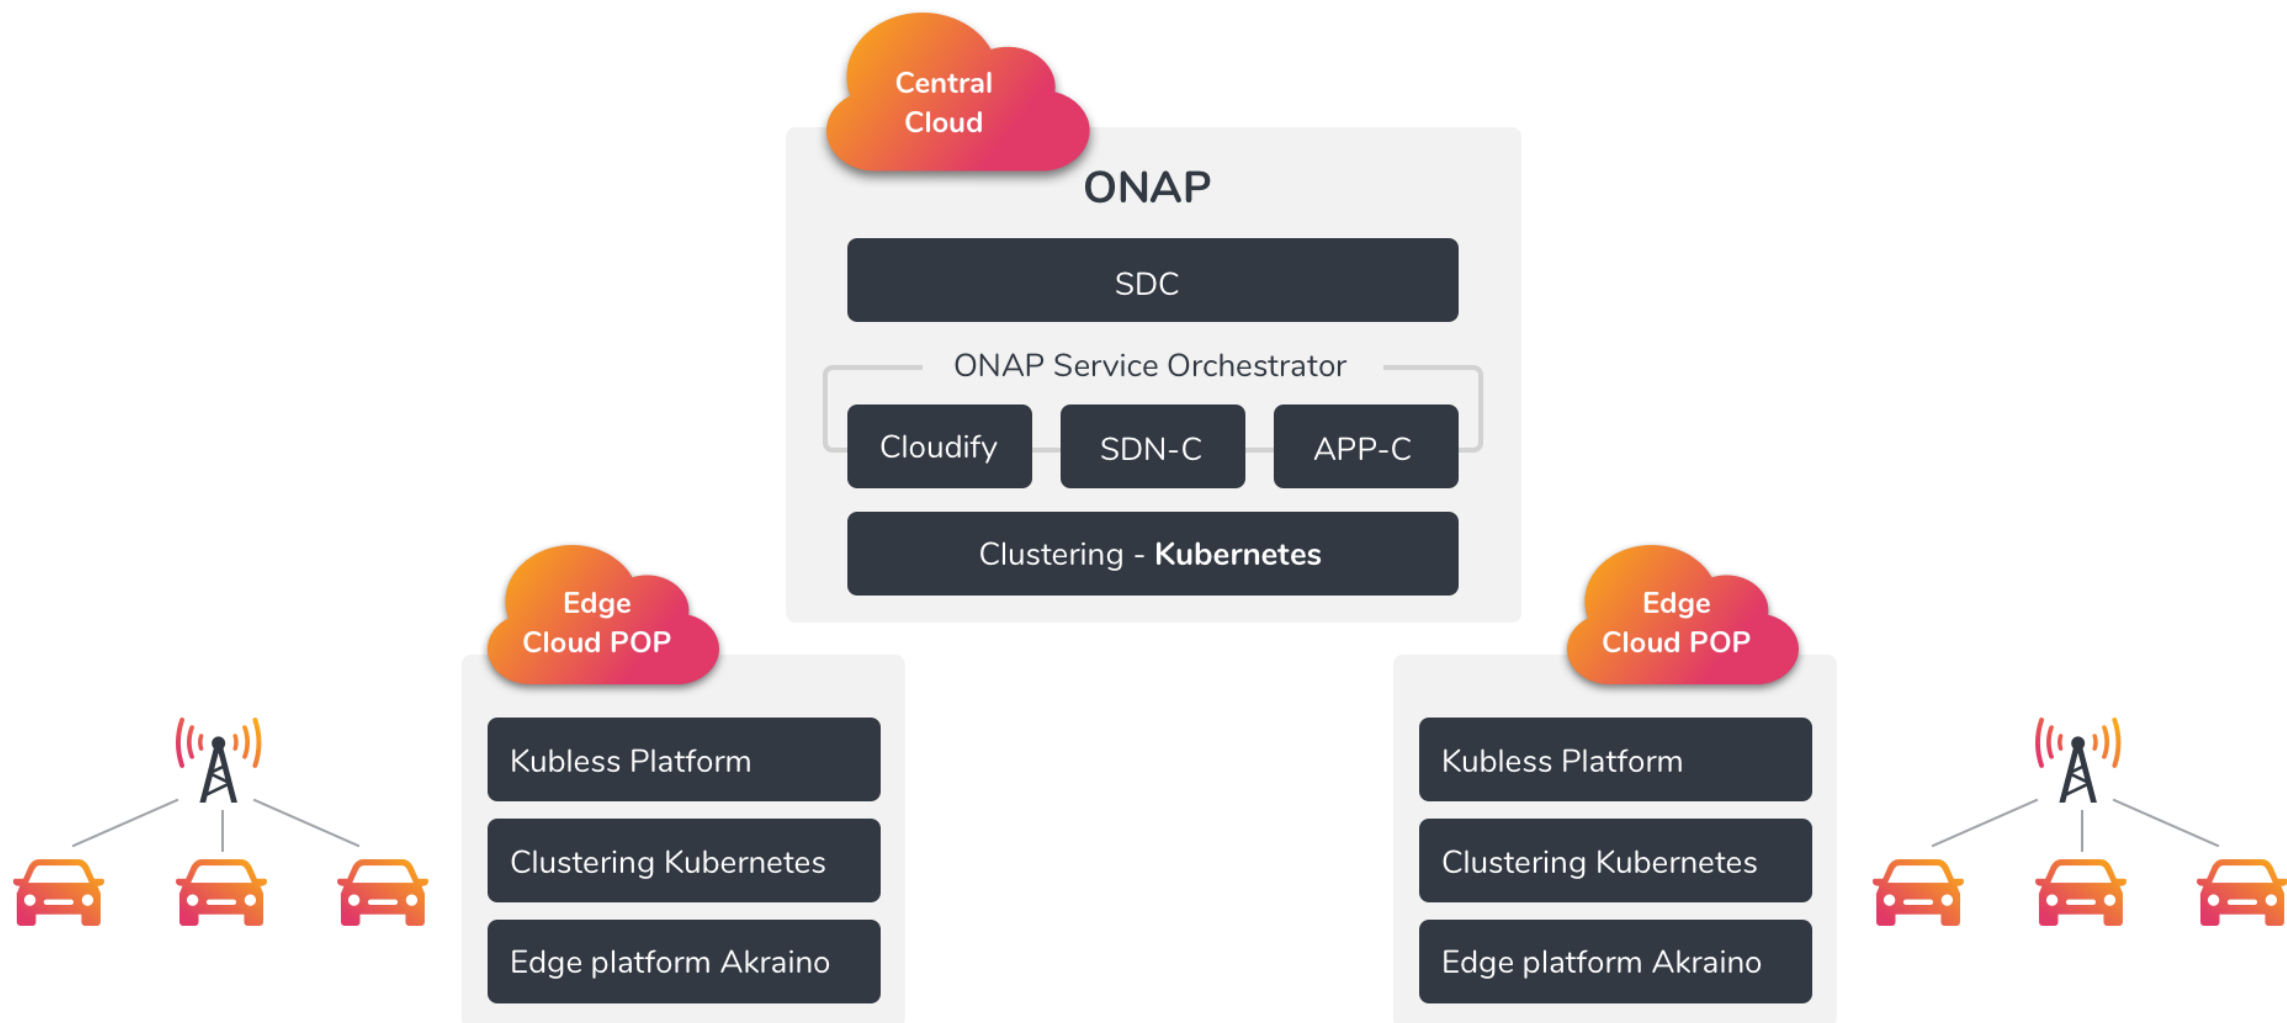 Central
Cloud
ONAP
SDC
ONAP Service Orchestrator
Cloudify
SDN-C
APP-C
Clustering - Kubernetes
Edge
Cloud POP
Kubless Platform
Clustering Kubernetes
Edge platform Akraino
Edge
Cloud POP
Kubless Platform
Clustering Kubernetes
Edge platform Akraino